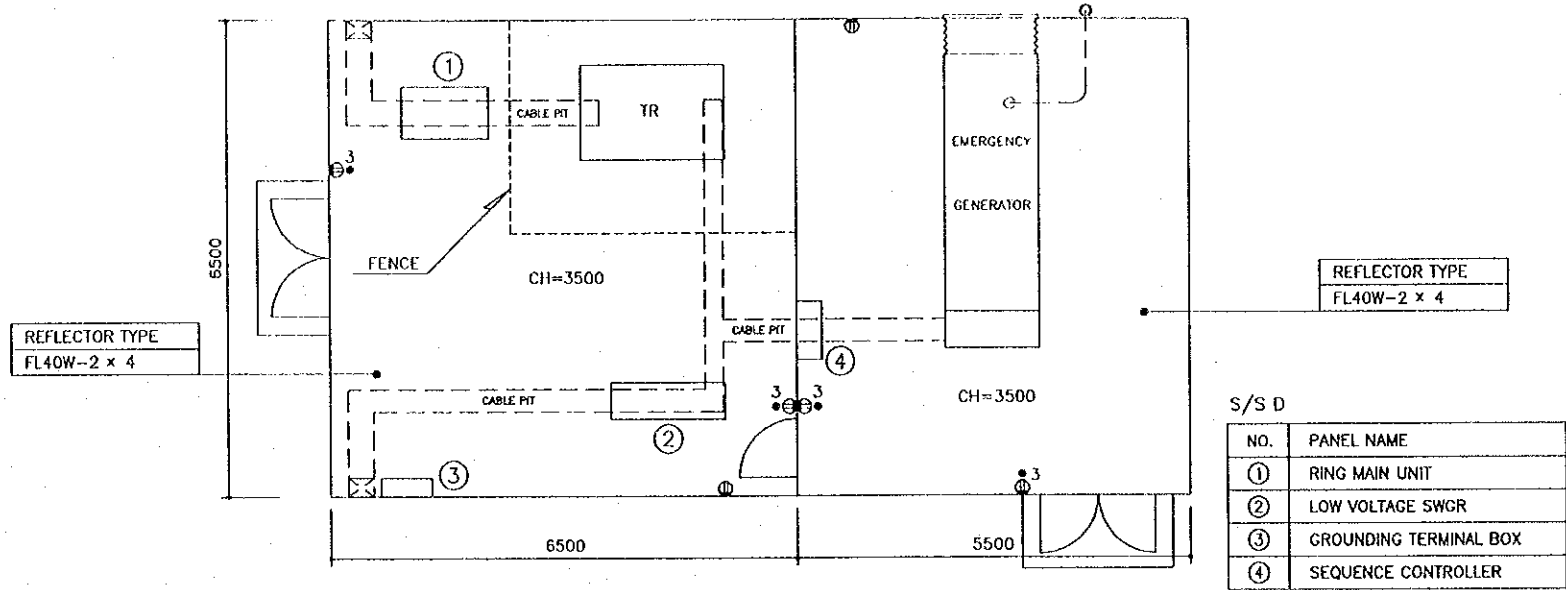 ①
CABLE PIT
TR
EMERGENCY
GENERATOR
3
6500
FENCE
CH=3500
REFLECTOR TYPE
FL40W-2 × 4
REFLECTOR TYPE
FL40W--2 × 4
CABLE PIT
④
CABLE PIT
3
3
CH=3500
②
③
3
6500
5500
S/S D
NO. PANEL NAME
① RING MAIN UNIT
② LOW VOLTAGE SWGR
③ GROUNDING TERMINAL BOX
④ SEQUENCE CONTROLLER